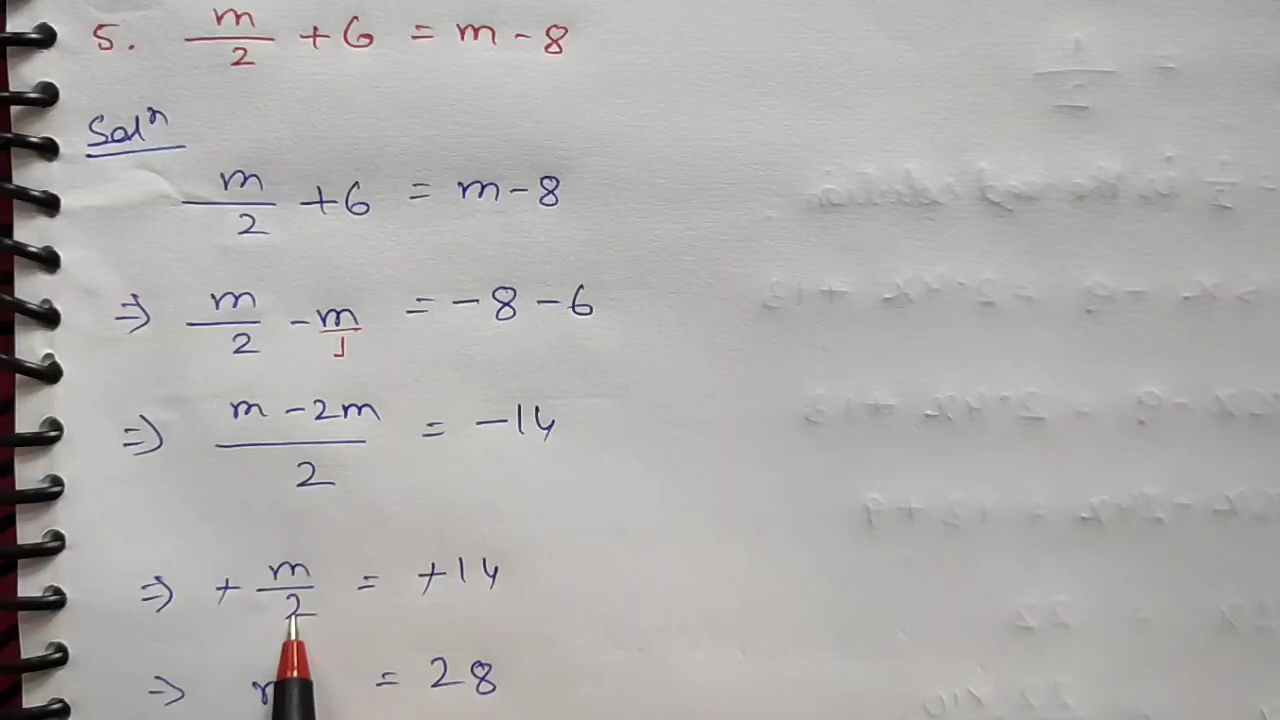 5. m/2 + 6 = m - 8
Solⁿ
m/2 + 6 = m - 8
⇒ m/2 - m/1 = -8 - 6
⇒ (m - 2m)/2 = -14
⇒ + m/2 = +14
⇒ = 28